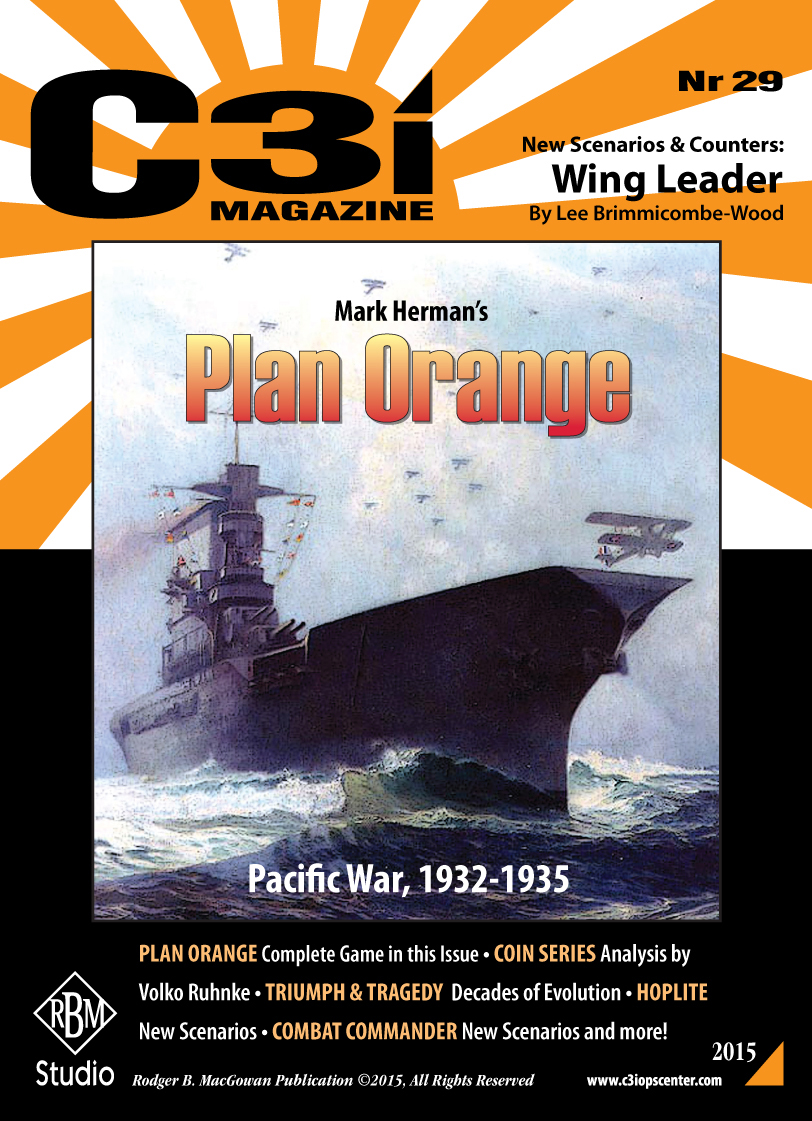 C3i
MAGAZINE
Nr 29
New Scenarios & Counters:
Wing Leader
By Lee Brimmicombe-Wood
Mark Herman's
Plan Orange
Pacific War, 1932-1935
PLAN ORANGE Complete Game in this Issue • COIN SERIES Analysis by
Volko Ruhnke • TRIUMPH & TRAGEDY Decades of Evolution • HOPLITE
New Scenarios • COMBAT COMMANDER New Scenarios and more!
RBM
Studio
2015
Rodger B. MacGowan Publication ©2015, All Rights Reserved
www.c3iopscenter.com